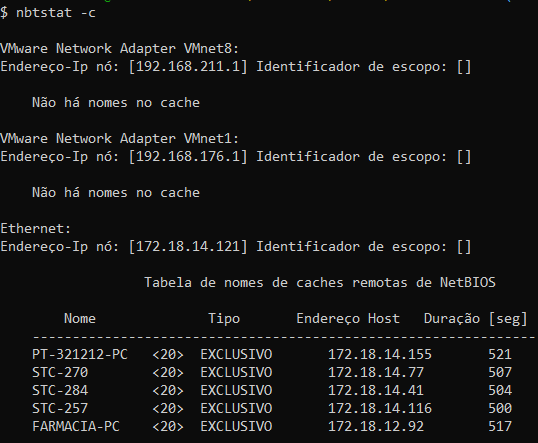 $ nbtstat -c
VMware Network Adapter VMnet8:
Endereço-Ip nó: [192.168.211.1] Identificador de escopo: []
Não há nomes no cache
VMware Network Adapter VMnet1:
Endereço-Ip nó: [192.168.176.1] Identificador de escopo: []
Não há nomes no cache
Ethernet:
Endereço-Ip nó: [172.18.14.121] Identificador de escopo: []
Tabela de nomes de caches remotas de NetBIOS
Nome Tipo Endereço Host Duração [seg]
------------------------------------------------------------
PT-321212-PC <20> EXCLUSIVO 172.18.14.155 521
STC-270 <20> EXCLUSIVO 172.18.14.77 507
STC-284 <20> EXCLUSIVO 172.18.14.41 504
STC-257 <20> EXCLUSIVO 172.18.14.116 500
FARMACIA-PC <20> EXCLUSIVO 172.18.12.92 517